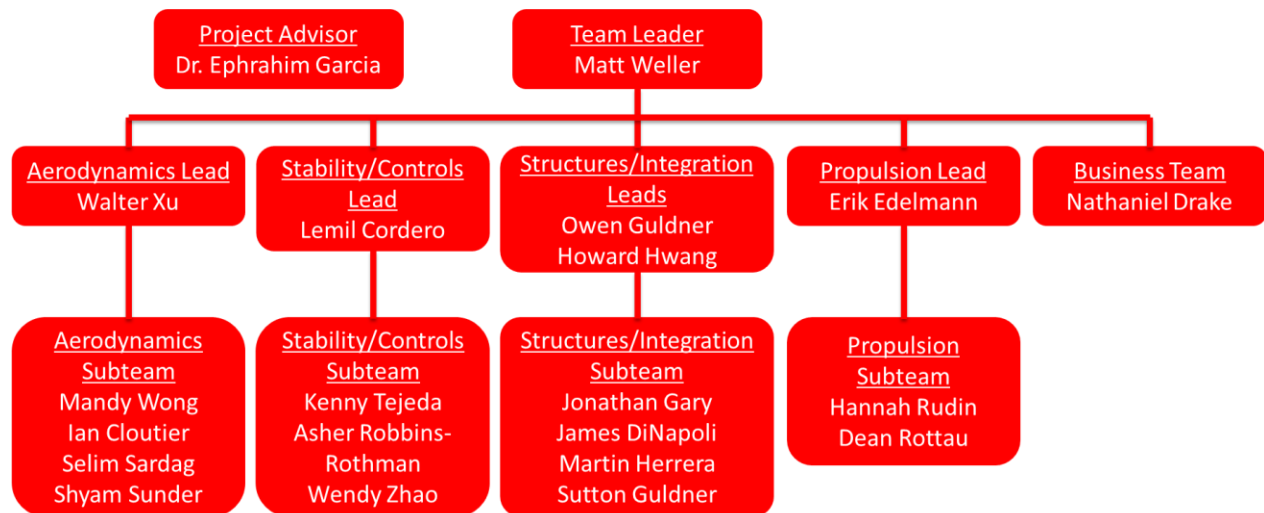 Project Advisor
Dr. Ephrahim Garcia
Team Leader
Matt Weller
Aerodynamics Lead
Walter Xu
Stability/Controls
Lead
Lemil Cordero
Structures/Integration
Leads
Owen Guldner
Howard Hwang
Propulsion Lead
Erik Edelmann
Business Team
Nathaniel Drake
Aerodynamics
Subteam
Mandy Wong
Ian Cloutier
Selim Sardag
Shyam Sunder
Stability/Controls
Subteam
Kenny Tejeda
Asher Robbins-
Rothman
Wendy Zhao
Structures/Integration
Subteam
Jonathan Gary
James DiNapoli
Martin Herrera
Sutton Guldner
Propulsion
Subteam
Hannah Rudin
Dean Rottau